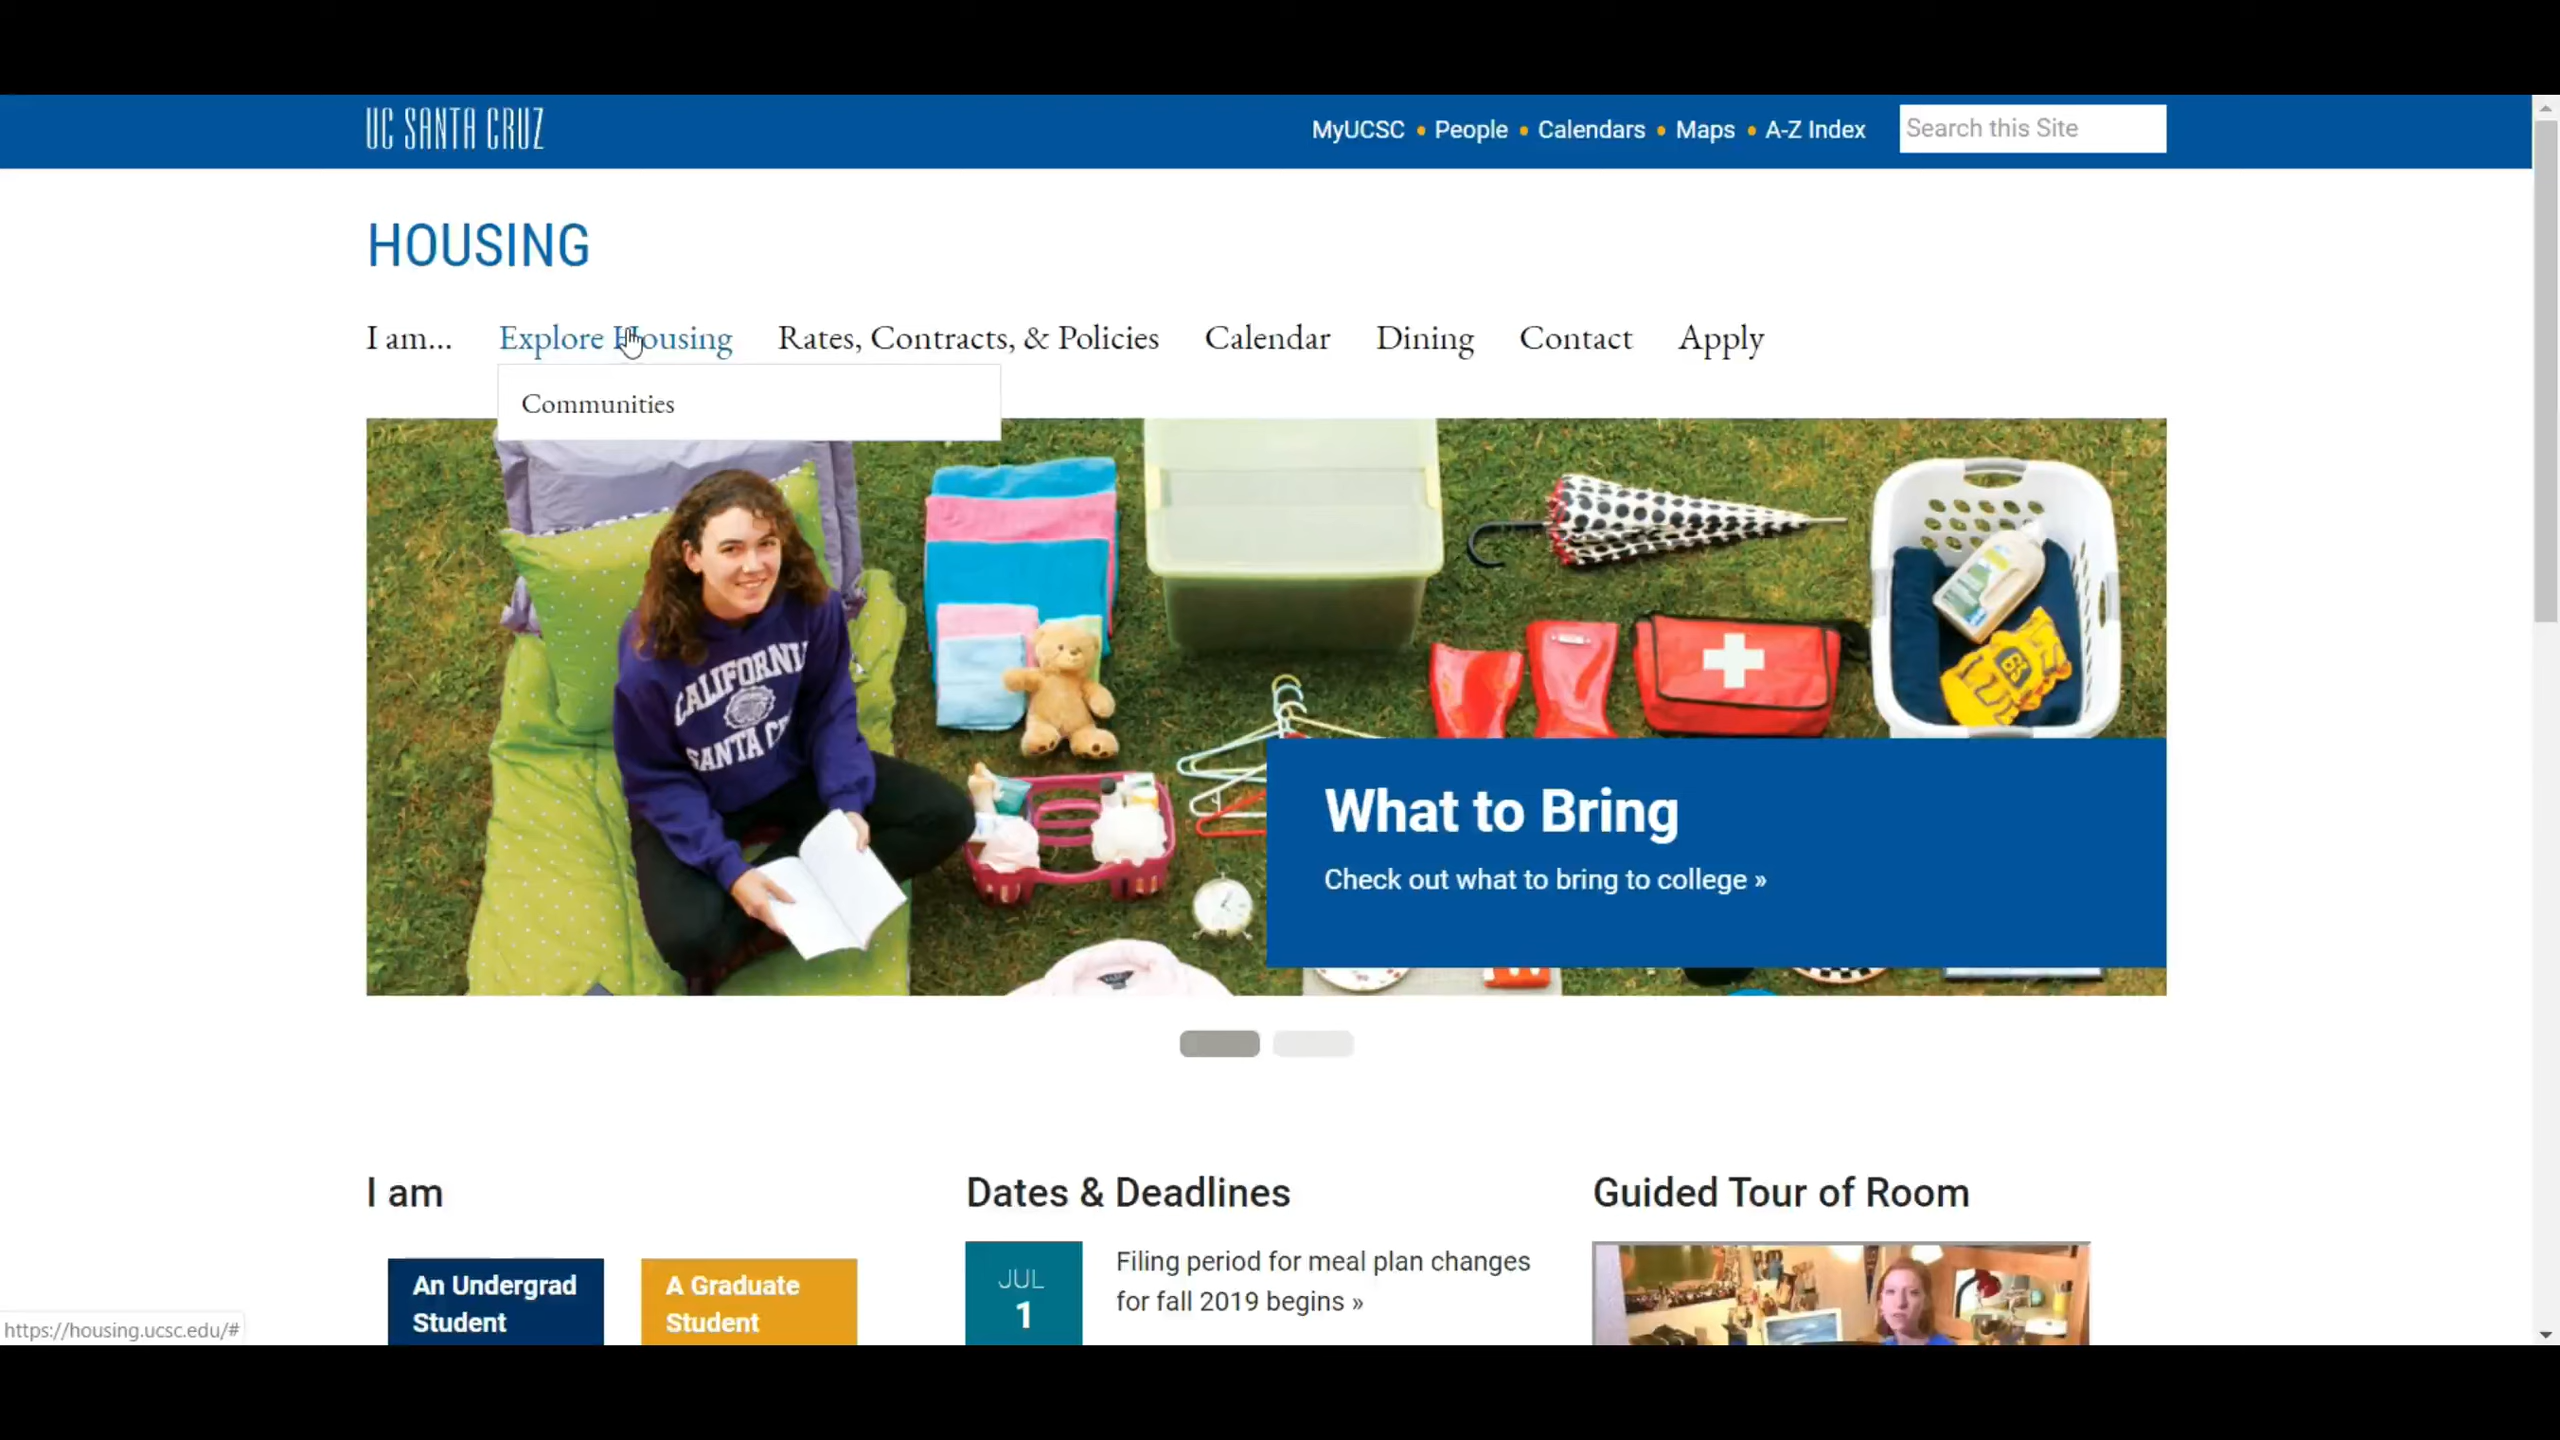 UC SANTA CRUZ
MyUCSC • People • Calendars • Maps • A-Z Index
Search this Site
HOUSING
I am... Explore Housing Rates, Contracts, & Policies Calendar Dining Contact Apply
Communities
CALIFORNIA
SANTA C
What to Bring
Check out what to bring to college »
I am
An Undergrad
Student
A Graduate
Student
Dates & Deadlines
JUL
1
Filing period for meal plan changes
for fall 2019 begins »
Guided Tour of Room
https://housing.ucsc.edu/#